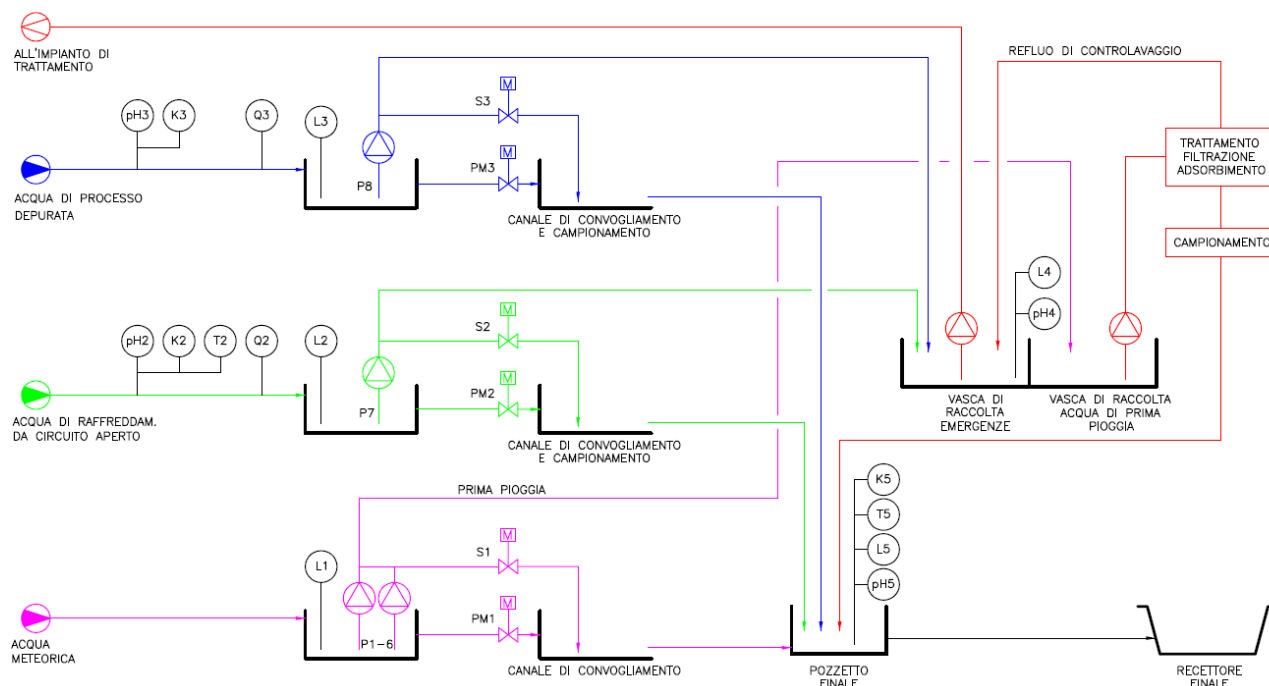 ALL'IMPIANTO DI
TRATTAMENTO
REFLUO DI CONTROLAVAGGIO
pH3
K3
Q3
L3
S3
M
P8
PM3
M
ACQUA DI PROCESSO
DEPURATA
CANALE DI CONVOGLIAMENTO
E CAMPIONAMENTO
TRATTAMENTO
FILTRAZIONE
ADSORBIMENTO
CAMPIONAMENTO
L4
pH4
pH2
K2
T2
Q2
L2
S2
M
P7
PM2
M
ACQUA DI RAFFREDDAM.
DA CIRCUITO APERTO
CANALE DI CONVOGLIAMENTO
E CAMPIONAMENTO
VASCA DI
RACCOLTA
EMERGENZE
VASCA DI RACCOLTA
ACQUA DI PRIMA
PIOGGIA
PRIMA PIOGGIA
K5
T5
L5
pH5
L1
S1
M
P1-6
PM1
M
ACQUA
METEORICA
CANALE DI CONVOGLIAMENTO
POZZETTO
FINALE
RECETTORE
FINALE